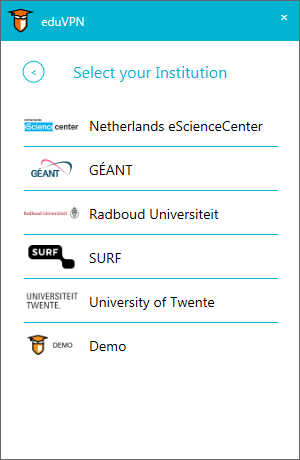 eduVPN
×
<
Select your Institution
netherlands
eScience center
Netherlands eScienceCenter
GÉANT
GÉANT
Radboud Universiteit
Radboud Universiteit
SURF
SURF
UNIVERSITEIT
TWENTE.
University of Twente
DEMO
Demo